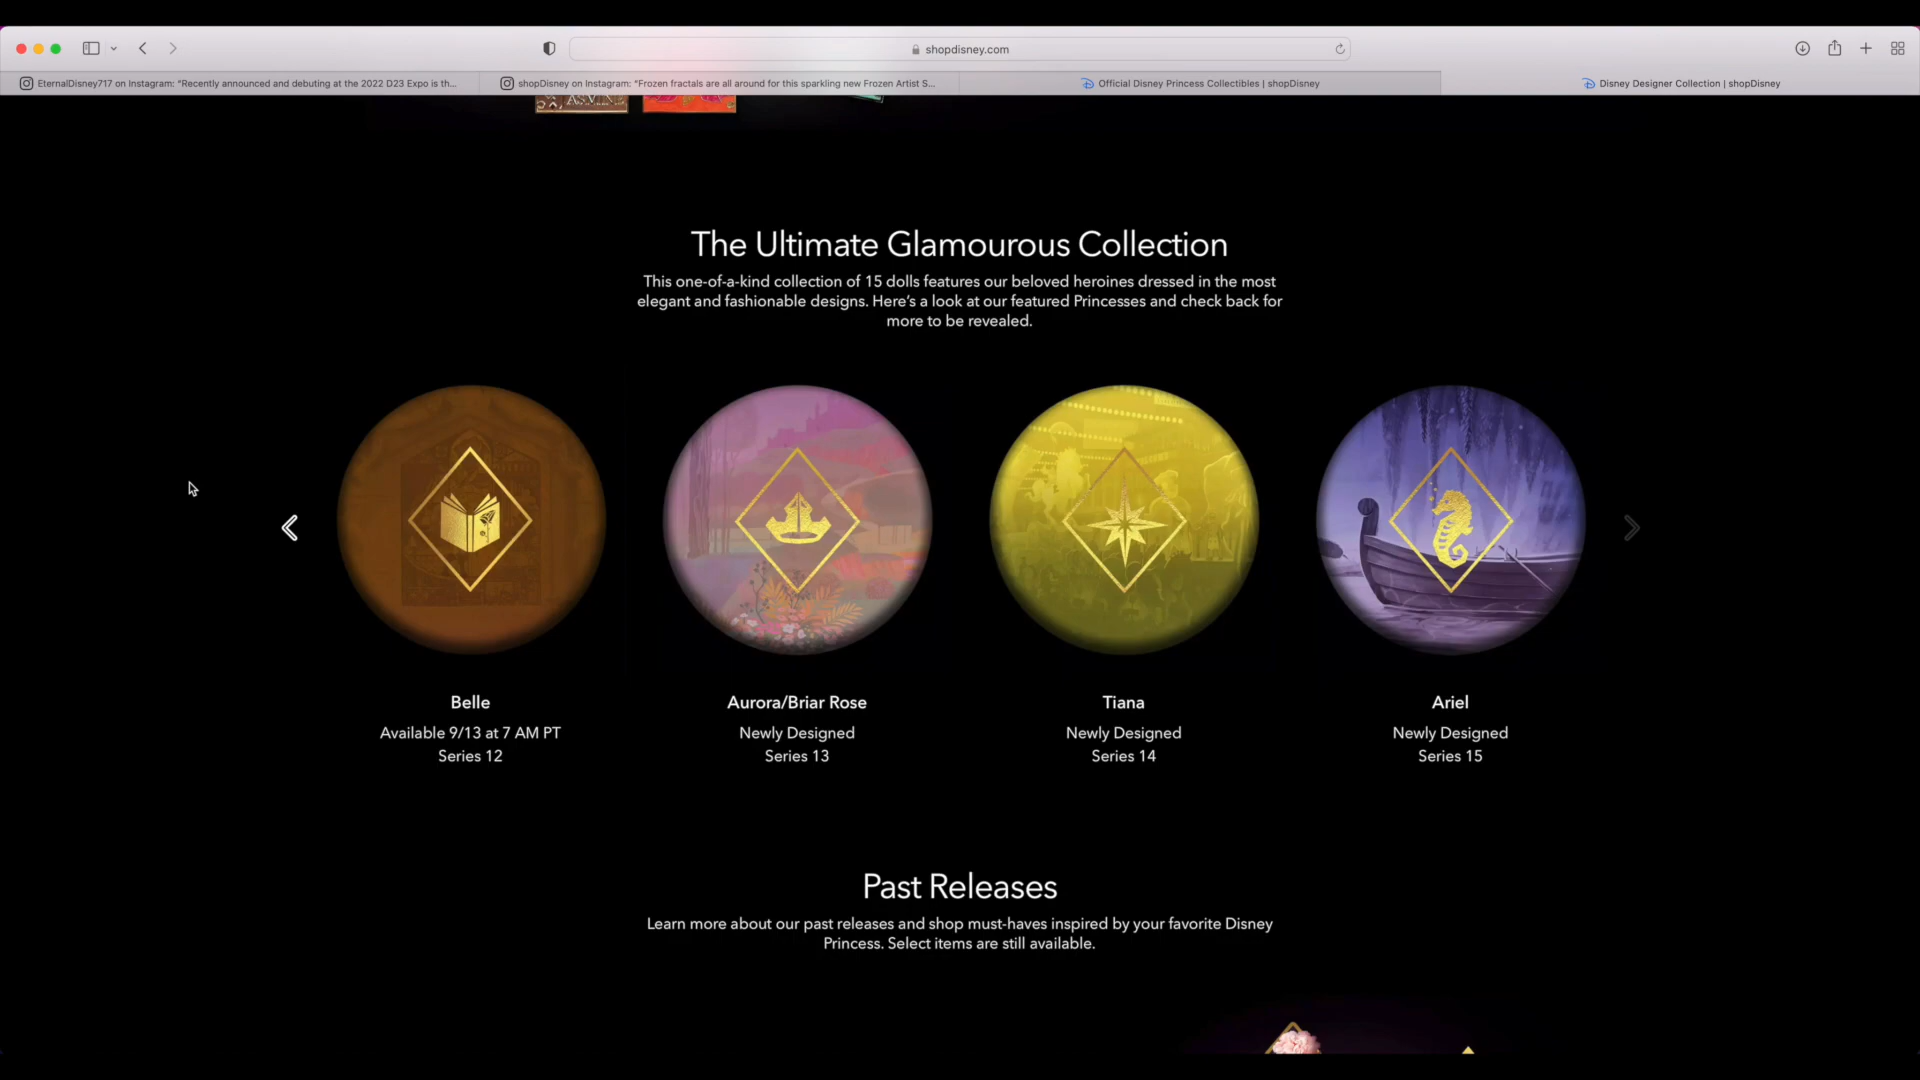 shopdisney.com
EternalDisney717 on Instagram: “Recently announced and debuting at the 2022 D23 Expo is th...
shopDisney on Instagram: “Frozen fractals are all around for this sparkling new Frozen Artist S...
Official Disney Princess Collectibles | shopDisney
Disney Designer Collection | shopDisney
The Ultimate Glamourous Collection
This one-of-a-kind collection of 15 dolls features our beloved heroines dressed in the most
elegant and fashionable designs. Here’s a look at our featured Princesses and check back for
more to be revealed.
Belle
Available 9/13 at 7 AM PT
Series 12
Aurora/Briar Rose
Newly Designed
Series 13
Tiana
Newly Designed
Series 14
Ariel
Newly Designed
Series 15
Past Releases
Learn more about our past releases and shop must-haves inspired by your favorite Disney
Princess. Select items are still available.